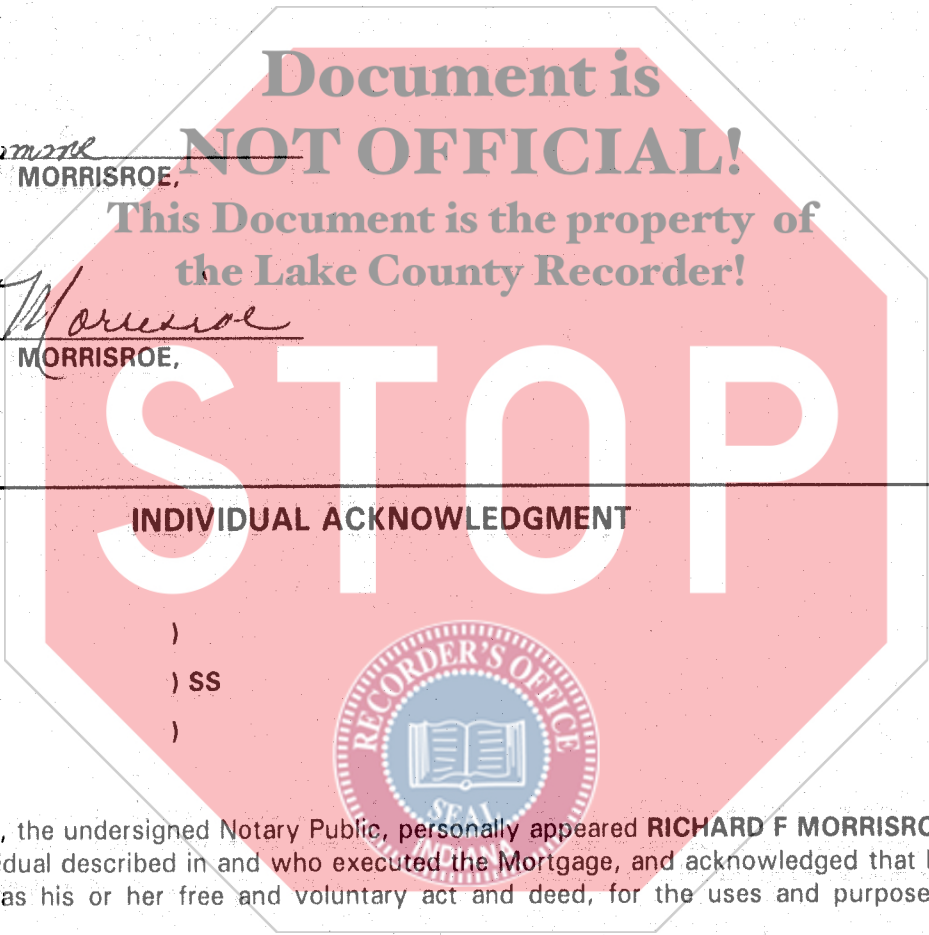 Document is
NOT OFFICIAL!
MORRISROE,
This Document is the property of
the Lake County Recorder!
Morrisroe
MORRISROE,
STOP
INDIVIDUAL ACKNOWLEDGMENT
)
) SS
)
RECORDER'S OFFICE
SEAL
INDIANA
, the undersigned Notary Public, personally appeared RICHARD F MORRISRO
idual described in and who executed the Mortgage, and acknowledged that
as his or her free and voluntary act and deed, for the uses and purpose